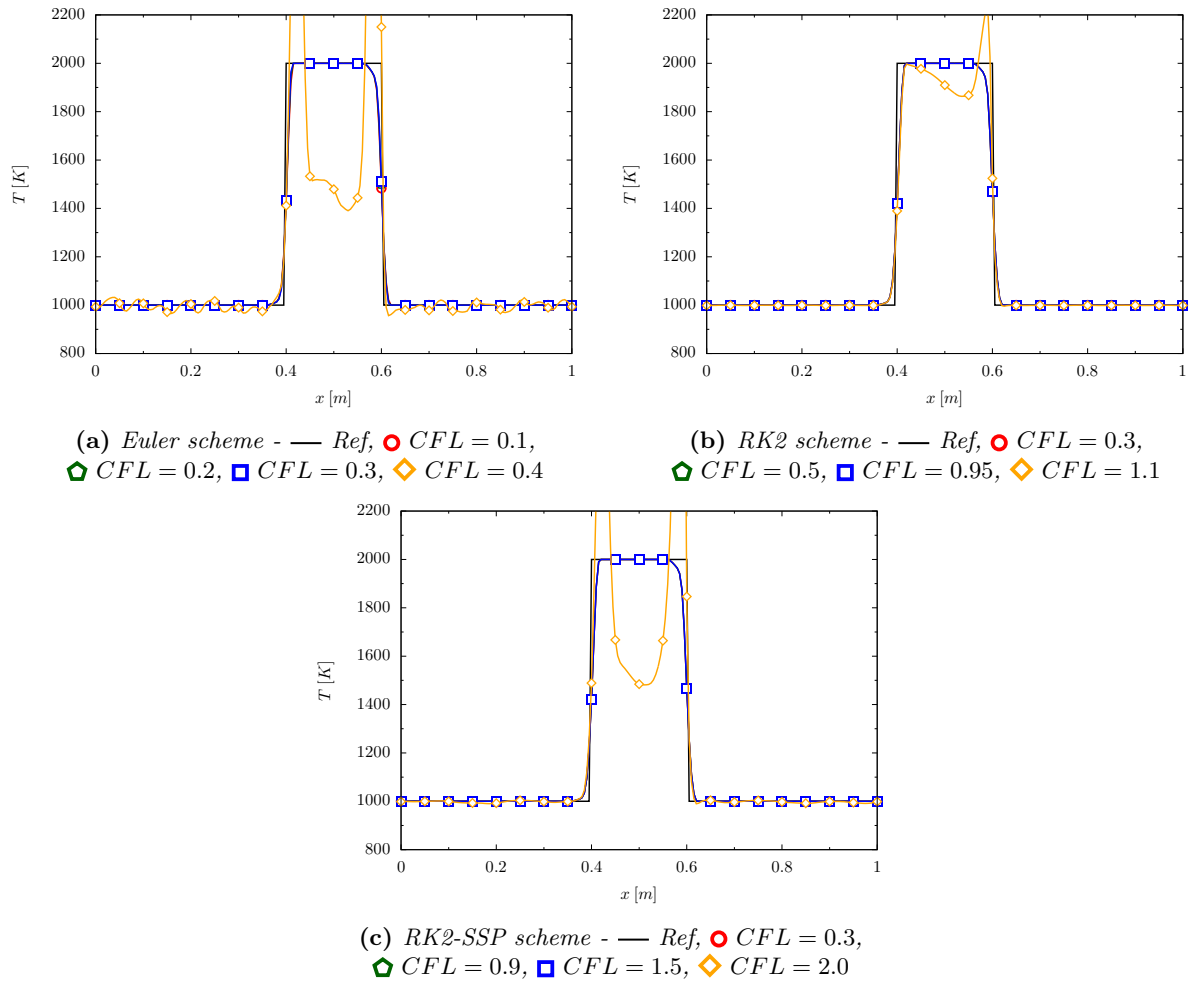 2200
2000
1800
1600
1400
1200
1000
800
T [K]
0 0.2 0.4 0.6 0.8 1
x [m]
(a) Euler scheme - — Ref, CFL = 0.1,
CFL = 0.2, CFL = 0.3, CFL = 0.4
2200
2000
1800
1600
1400
1200
1000
800
T [K]
0 0.2 0.4 0.6 0.8 1
x [m]
(b) RK2 scheme - — Ref, CFL = 0.3,
CFL = 0.5, CFL = 0.95, CFL = 1.1
2200
2000
1800
1600
1400
1200
1000
800
T [K]
0 0.2 0.4 0.6 0.8 1
x [m]
(c) RK2-SSP scheme - — Ref, CFL = 0.3,
CFL = 0.9, CFL = 1.5, CFL = 2.0